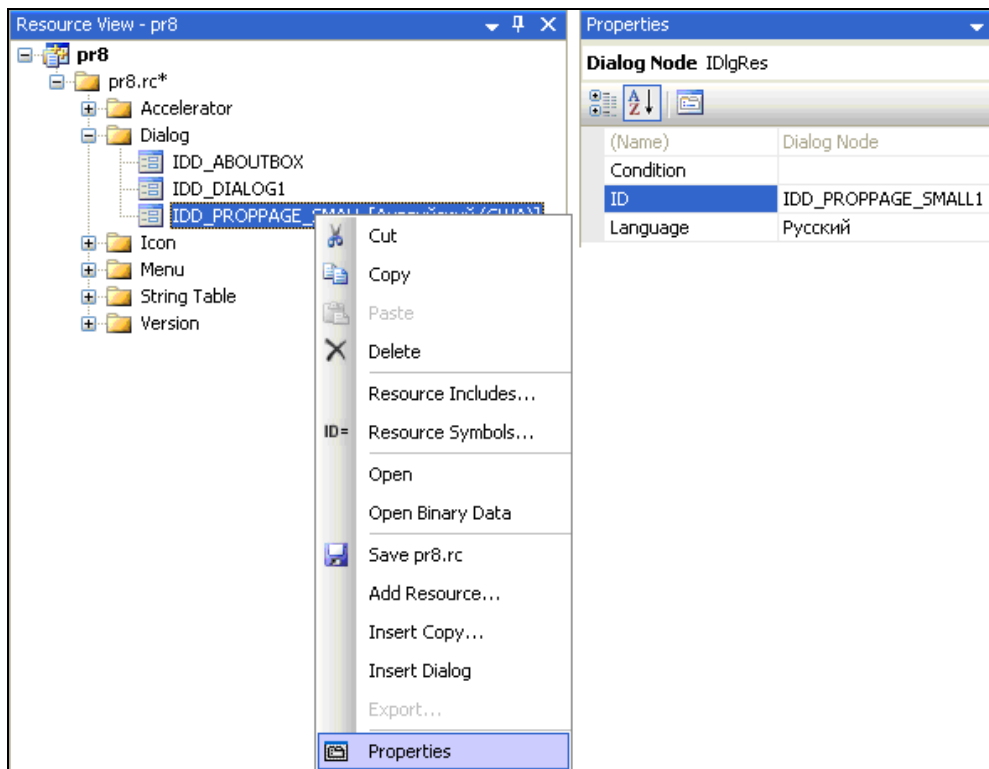 Resource View - pr8
pr8
pr8.rc*
Accelerator
Dialog
IDD_ABOUTBOX
IDD_DIALOG1
IDD_PROPPAGE_SMALL [Английский (США)]
Icon
Menu
String Table
Version
Cut
Copy
Paste
Delete
Resource Includes...
ID= Resource Symbols...
Open
Open Binary Data
Save pr8.rc
Add Resource...
Insert Copy...
Insert Dialog
Export...
Properties
Properties
Dialog Node IDlgRes
(Name) Dialog Node
Condition
ID IDD_PROPPAGE_SMALL1
Language Русский